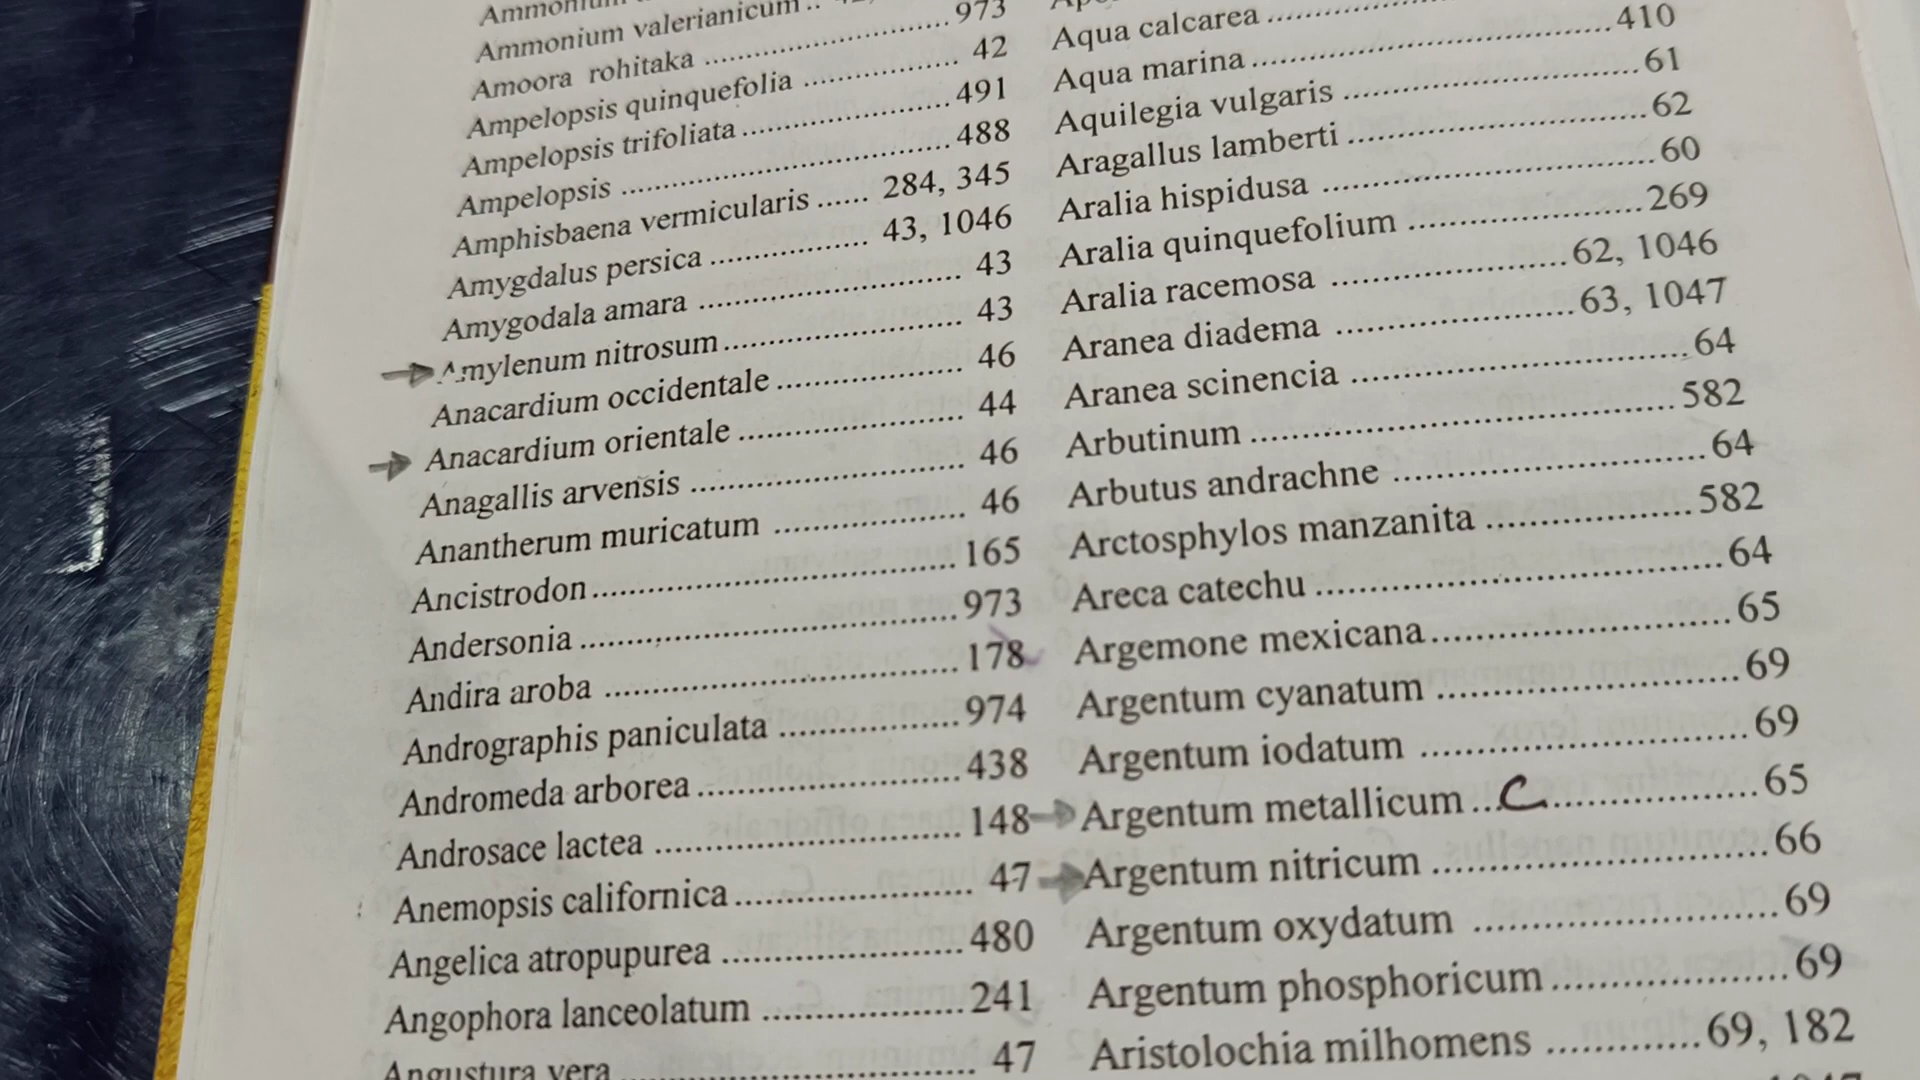 Ammonium valerianicum ..
Amoora rohitaka ..............................973
Ampelopsis quinquefolia ................... 42
Ampelopsis trifoliata .........................491
Ampelopsis .......................................488
Amphisbaena vermicularis ...... 284, 345
Amygdalus persica .................. 43, 1046
Amygodala amara .............................. 43
Amylenum nitrosum ........................... 43
Anacardium occidentale ..................... 46
Anacardium orientale ......................... 44
Anagallis arvensis ............................... 46
Anantherum muricatum ..................... 46
Ancistrodon .......................................165
Andersonia ........................................973
Andira aroba ......................................178
Andrographis paniculata ....................974
Andromeda arborea ............................438
Androsace lactea ................................148
Anemopsis californica .......................... 47
Angelica atropupurea .........................480
Angophora lanceolatum .....................241
Angustura vera .................................... 47
Aqua calcarea ....................
Aqua marina .......................................410
Aquilegia vulgaris ................................61
Aragallus lamberti ................................62
Aralia hispidusa ...................................60
Aralia quinquefolium .........................269
Aralia racemosa .........................62, 1046
Aranea diadema .........................63, 1047
Aranea scinencia ..................................64
Arbutinum ........................................582
Arbutus andrachne ...............................64
Arctosphylos manzanita ....................582
Areca catechu ......................................64
Argemone mexicana .............................65
Argentum cyanatum .............................69
Argentum iodatum ...............................69
Argentum metallicum ..C....................65
Argentum nitricum ...............................66
Argentum oxydatum ............................69
Argentum phosphoricum .....................69
Aristolochia milhomens .............69, 182